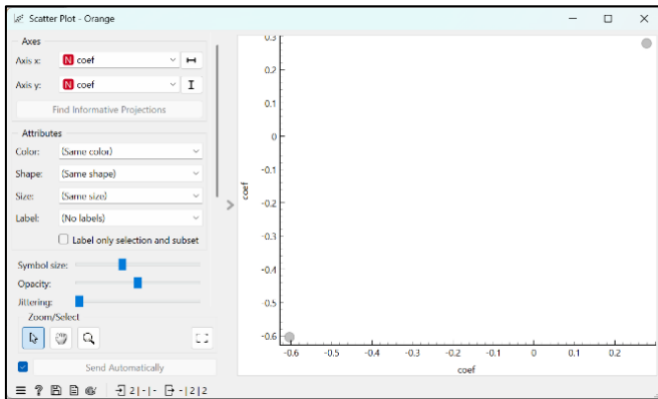 Scatter Plot - Orange
Axes
Axis x: N coef
Axis y: N coef
Find Informative Projections
Attributes
Color: (Same color)
Shape: (Same shape)
Size: (Same size)
Label: (No labels)
Label only selection and subset
Symbol size:
Opacity:
Jittering:
Zoom/Select
Send Automatically
2 | - | - - | 2 | 2
0.3
0.2
0.1
0
-0.1
-0.2
-0.3
-0.4
-0.5
-0.6
coef
-0.6 -0.5 -0.4 -0.3 -0.2 -0.1 0 0.1 0.2
coef